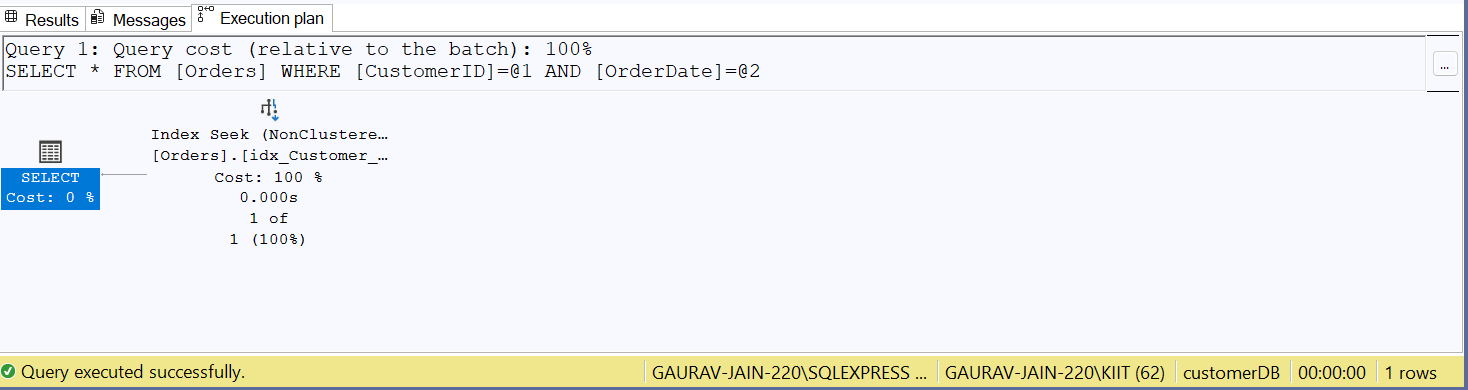 Results Messages Execution plan
Query 1: Query cost (relative to the batch): 100%
SELECT * FROM [Orders] WHERE [CustomerID]=@1 AND [OrderDate]=@2
...
Index Seek (NonClustere…
[Orders].[idx_Customer_…
Cost: 100 %
0.000s
1 of
1 (100%)
SELECT
Cost: 0 %
Query executed successfully. GAURAV-JAIN-220\SQLEXPRESS ... GAURAV-JAIN-220\KIIT (62) customerDB 00:00:00 1 rows